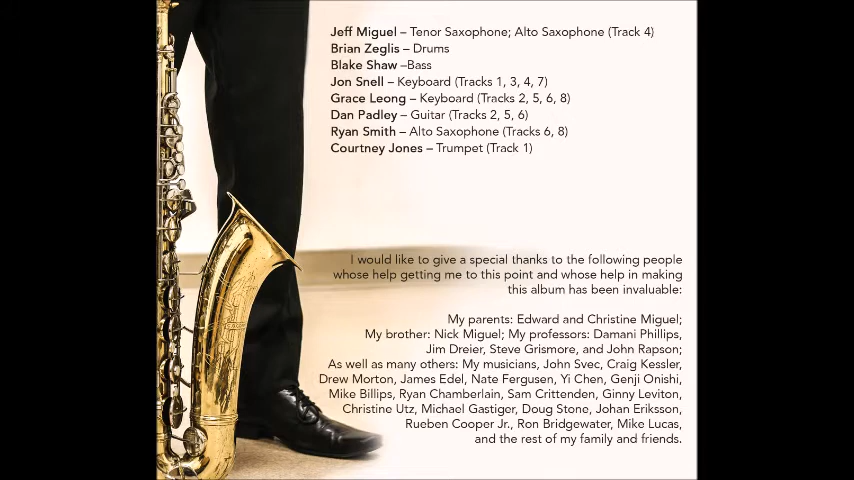 Jeff Miguel – Tenor Saxophone; Alto Saxophone (Track 4)
Brian Zeglis – Drums
Blake Shaw –Bass
Jon Snell – Keyboard (Tracks 1, 3, 4, 7)
Grace Leong – Keyboard (Tracks 2, 5, 6, 8)
Dan Padley – Guitar (Tracks 2, 5, 6)
Ryan Smith – Alto Saxophone (Tracks 6, 8)
Courtney Jones – Trumpet (Track 1)
I would like to give a special thanks to the following people
whose help getting me to this point and whose help in making
this album has been invaluable:
My parents: Edward and Christine Miguel;
My brother: Nick Miguel; My professors: Damani Phillips,
Jim Dreier, Steve Grismore, and John Rapson;
As well as many others: My musicians, John Svec, Craig Kessler,
Drew Morton, James Edel, Nate Fergusen, Yi Chen, Genji Onishi,
Mike Billips, Ryan Chamberlain, Sam Crittenden, Ginny Leviton,
Christine Utz, Michael Gastiger, Doug Stone, Johan Eriksson,
Rueben Cooper Jr., Ron Bridgewater, Mike Lucas,
and the rest of my family and friends.